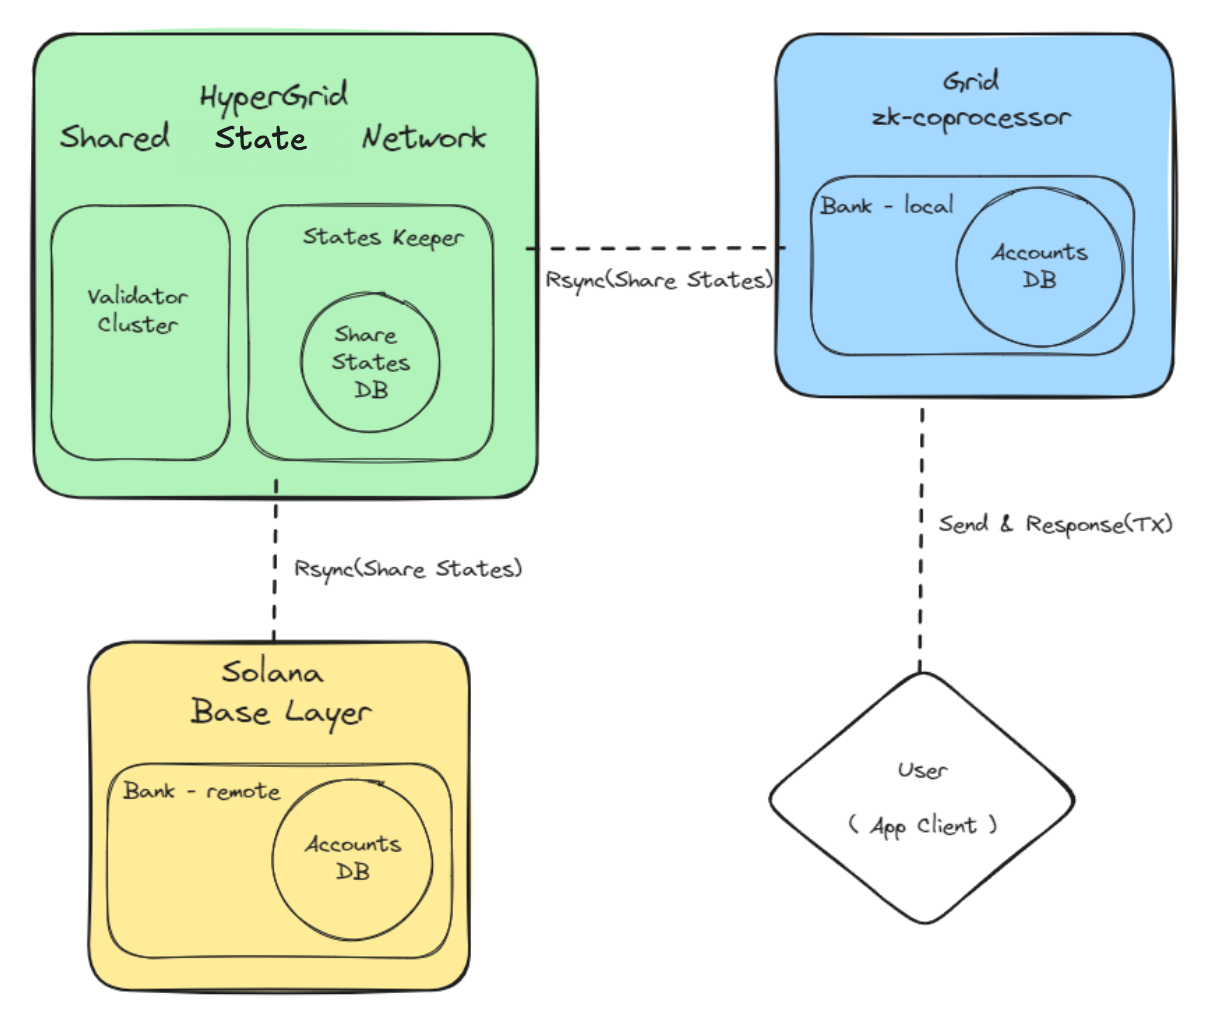 HyperGrid
Shared State Network
Validator
Cluster
States Keeper
Share
States
DB
Rsync(Share States)
Grid
zk-coprocessor
Bank - local
Accounts
DB
Send & Response(TX)
Rsync(Share States)
Solana
Base Layer
Bank - remote
Accounts
DB
User
( App Client )